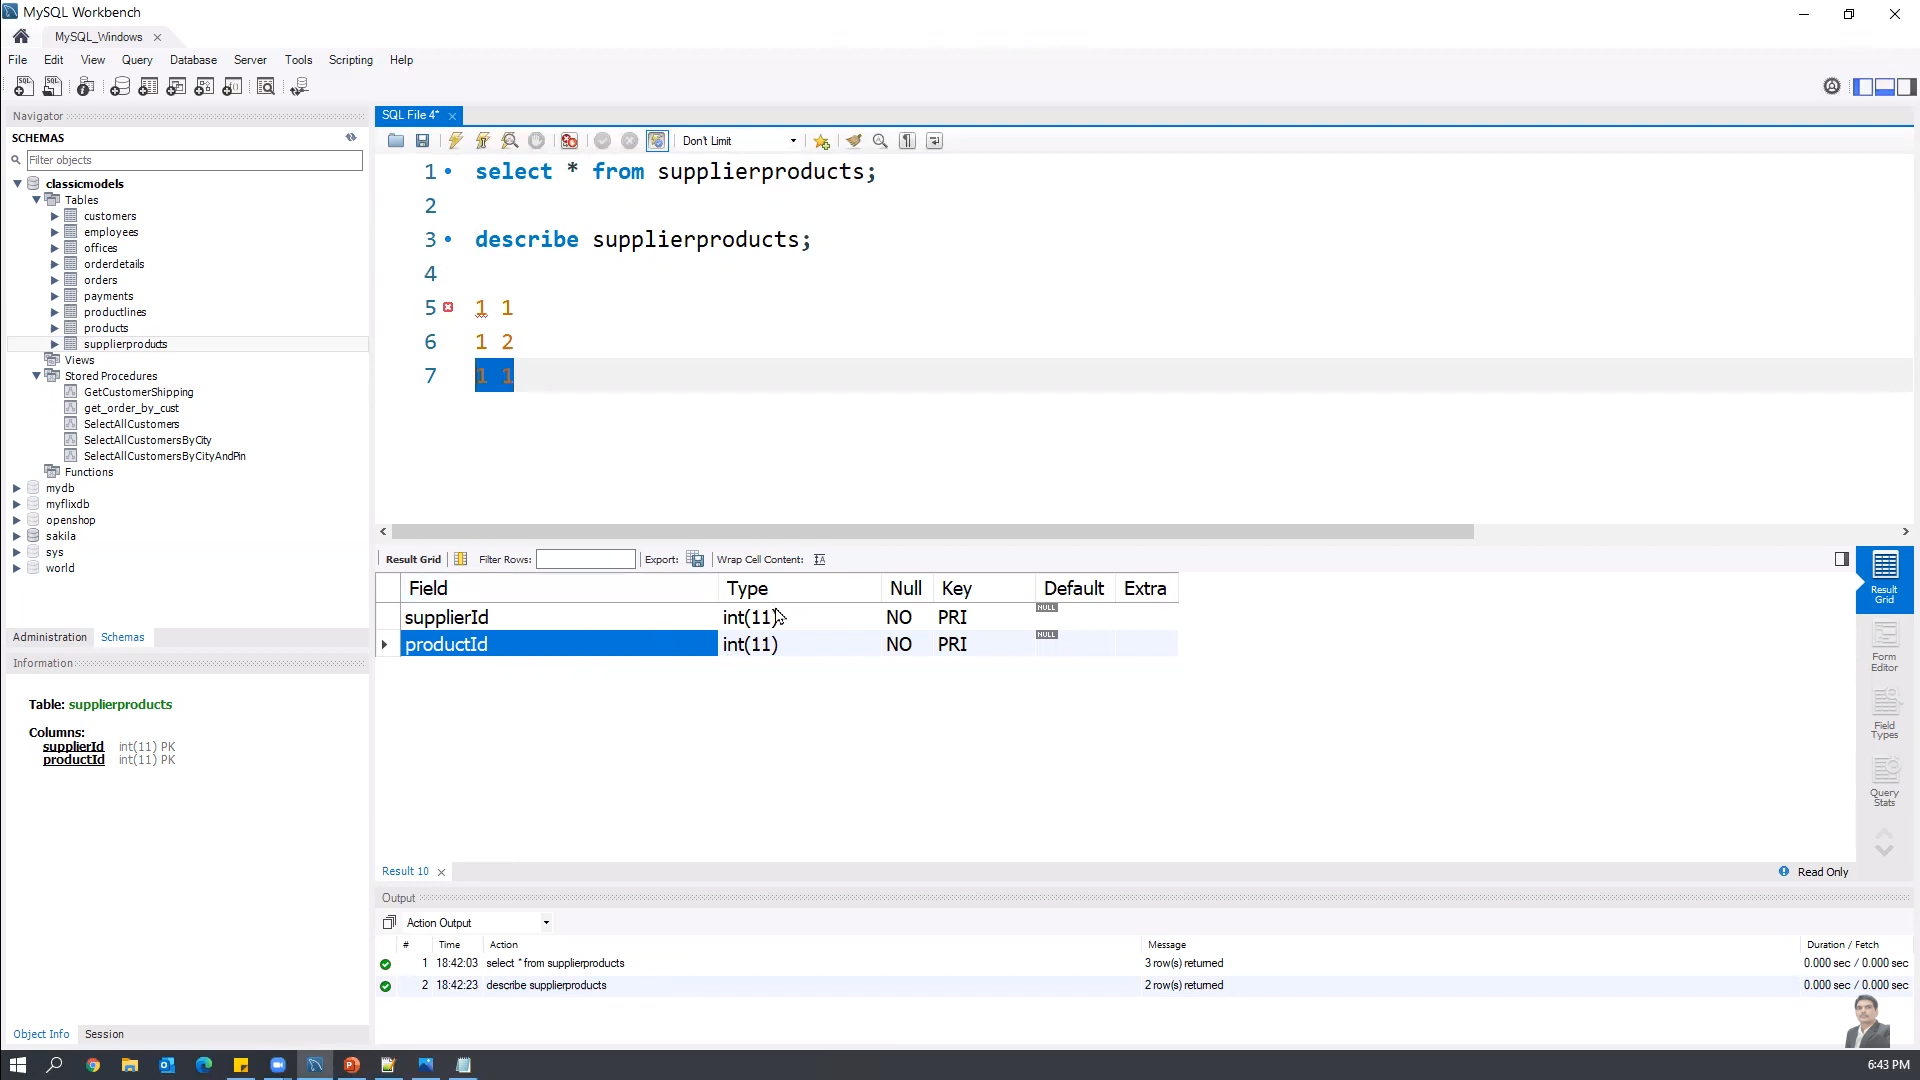 MySQL Workbench
MySQL_Windows
File Edit View Query Database Server Tools Scripting Help
Navigator
SCHEMAS
Filter objects
classicmodels
Tables
customers
employees
offices
orderdetails
orders
payments
productlines
products
supplierproducts
Views
Stored Procedures
GetCustomerShipping
get_order_by_cust
SelectAllCustomers
SelectAllCustomersByCity
SelectAllCustomersByCityAndPin
Functions
mydb
myflixdb
openshop
sakila
sys
world
Administration Schemas
Information
Table: supplierproducts
Columns:
supplierId int(11) PK
productId int(11) PK
Object Info Session
SQL File 4*
Don't Limit
1 select * from supplierproducts;
2
3 describe supplierproducts;
4
5 1 1
6 1 2
7 1 1
Result Grid Filter Rows: Export: Wrap Cell Content:
Field Type Null Key Default Extra
supplierId int(11) NO PRI NULL
productId int(11) NO PRI NULL
Result Grid
Form Editor
Field Types
Query Stats
Result 10 Read Only
Output
Action Output
# Time Action Message Duration / Fetch
1 18:42:03 select * from supplierproducts 3 row(s) returned 0.000 sec / 0.000 sec
2 18:42:23 describe supplierproducts 2 row(s) returned 0.000 sec / 0.000 sec
6:43 PM